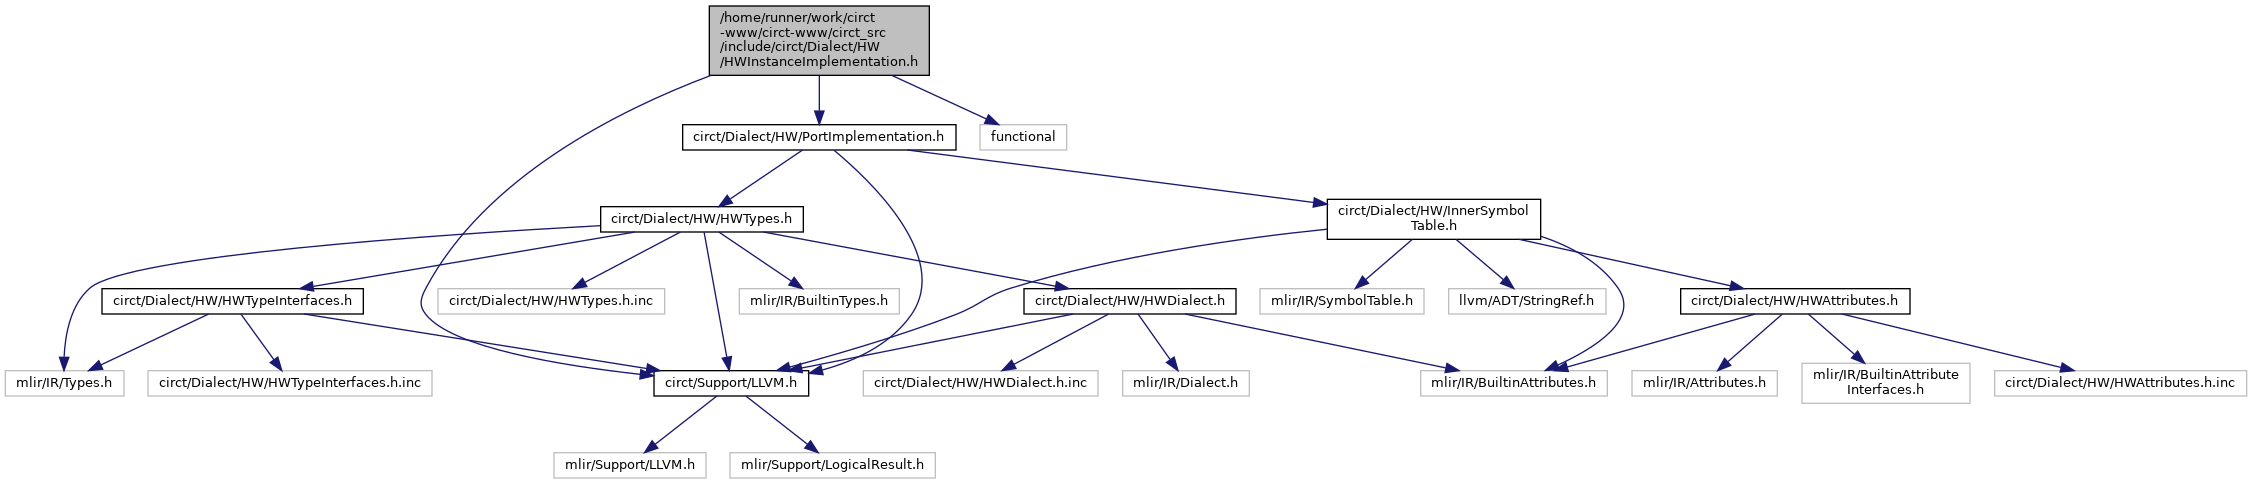 /home/runner/work/circt
-www/circt-www/circt_src
/include/circt/Dialect/HW
/HWInstanceImplementation.h
circt/Dialect/HW/PortImplementation.h
functional
circt/Dialect/HW/HWTypes.h
circt/Dialect/HW/InnerSymbol
Table.h
circt/Dialect/HW/HWTypeInterfaces.h
circt/Dialect/HW/HWTypes.h.inc
mlir/IR/BuiltinTypes.h
circt/Dialect/HW/HWDialect.h
mlir/IR/SymbolTable.h
llvm/ADT/StringRef.h
circt/Dialect/HW/HWAttributes.h
mlir/IR/Types.h
circt/Dialect/HW/HWTypeInterfaces.h.inc
circt/Support/LLVM.h
circt/Dialect/HW/HWDialect.h.inc
mlir/IR/Dialect.h
mlir/IR/BuiltinAttributes.h
mlir/IR/Attributes.h
mlir/IR/BuiltinAttribute
Interfaces.h
circt/Dialect/HW/HWAttributes.h.inc
mlir/Support/LLVM.h
mlir/Support/LogicalResult.h